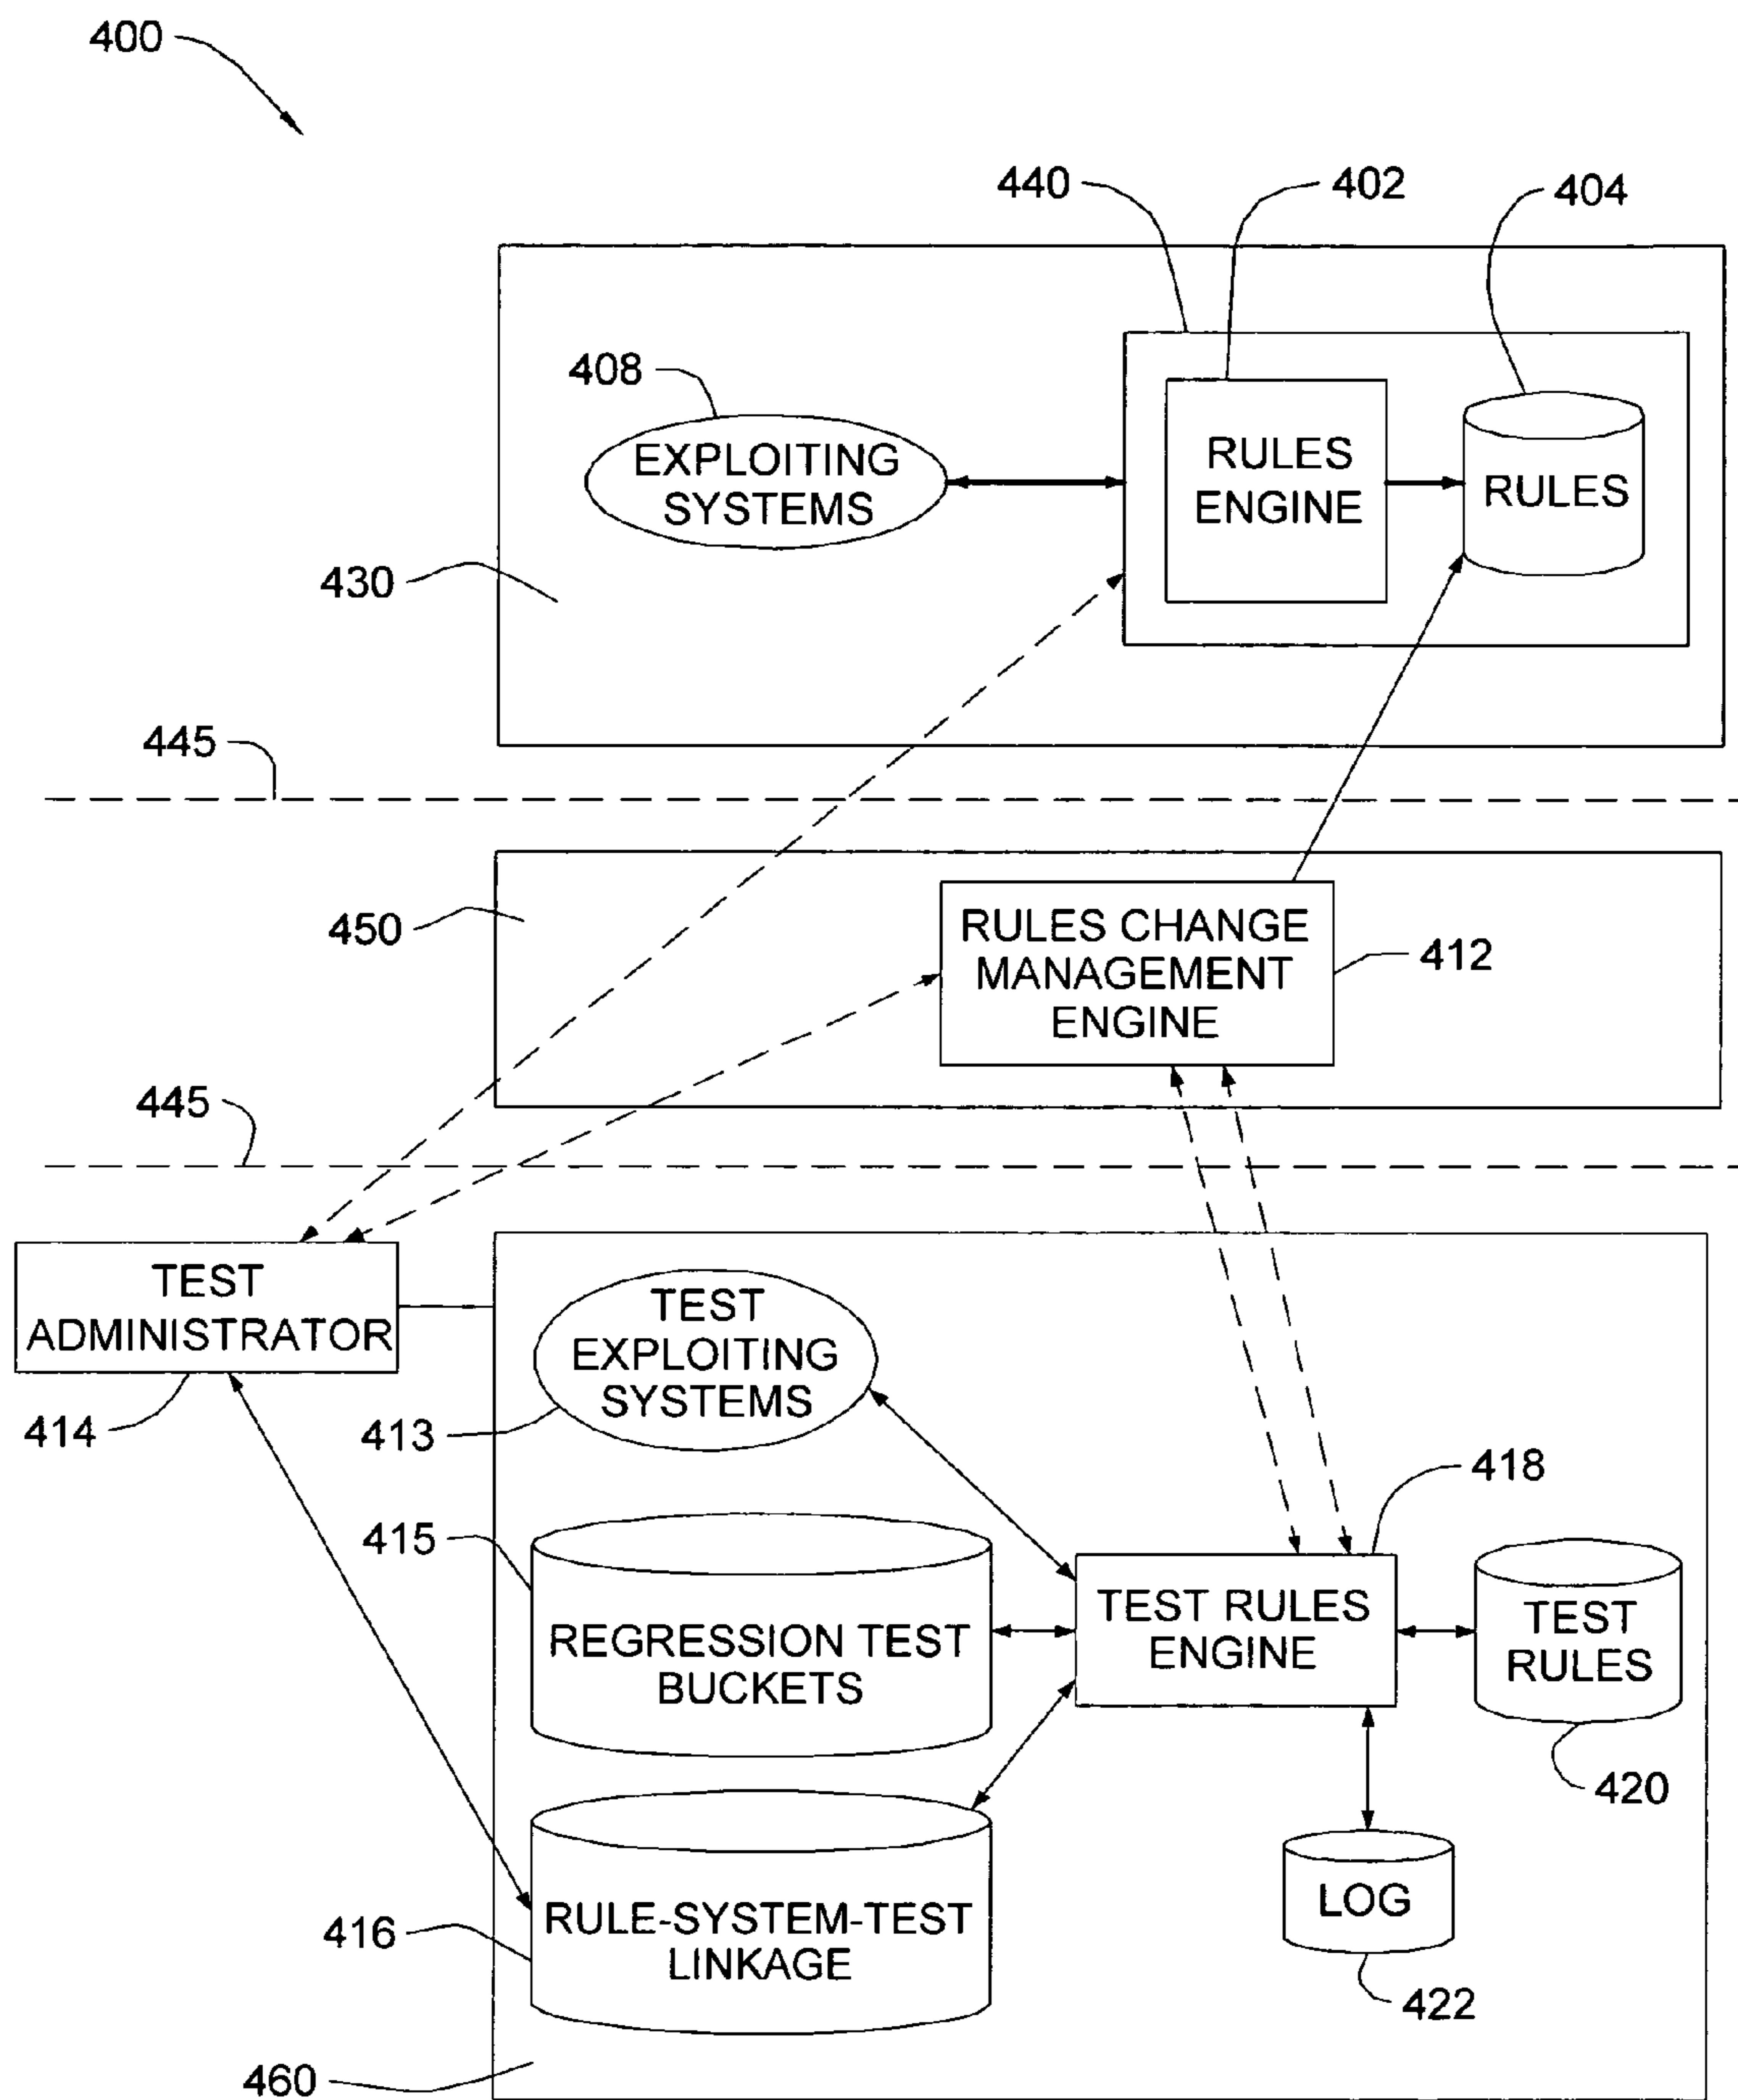 400
440
402
404
408
EXPLOITING
SYSTEMS
RULES
ENGINE
RULES
430
445
450
RULES CHANGE
MANAGEMENT
ENGINE
412
445
TEST
ADMINISTRATOR
414
TEST
EXPLOITING
SYSTEMS
413
418
415
REGRESSION TEST
BUCKETS
TEST RULES
ENGINE
TEST
RULES
420
416
RULE-SYSTEM-TEST
LINKAGE
LOG
422
460